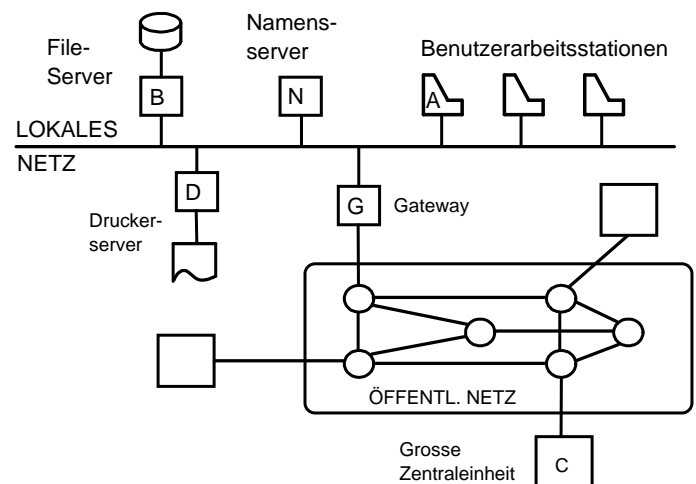 File-
Server
Namens-
server
Benutzerarbeitsstationen
B
N
A
LOKALES
NETZ
D
G
Gateway
Drucker-
server
ÖFFENTL. NETZ
Grosse
Zentraleinheit
C